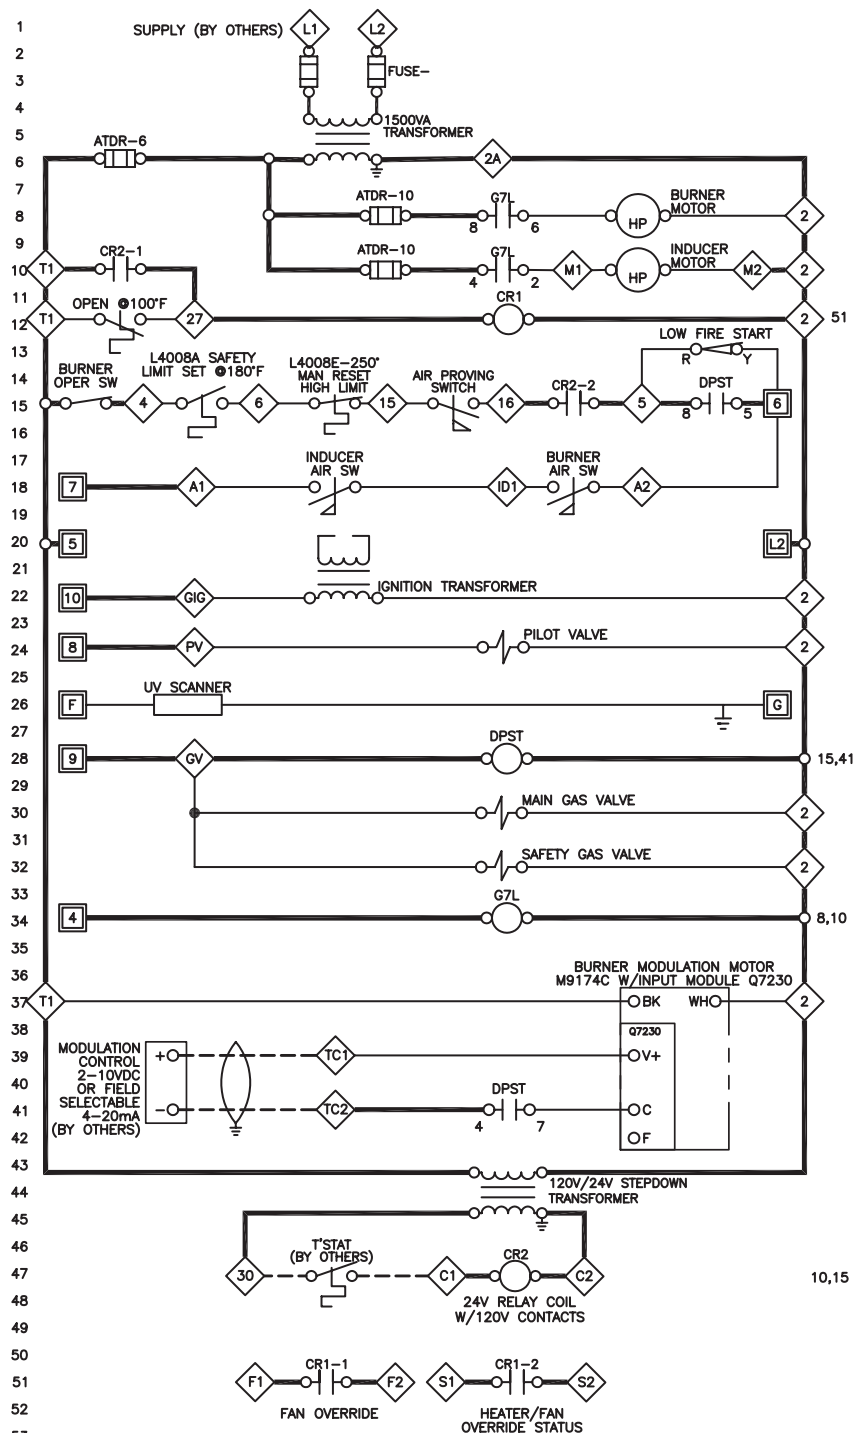 1
SUPPLY (BY OTHERS) L1 L2
2
3 FUSE-
4
1500VA
5 TRANSFORMER
ATDR-6
6 2A
7 ATDR-10 G7L BURNER
MOTOR
8 8 6 HP 2
9 ATDR-10 G7L INDUCER
MOTOR
CR2-1
10 T1 4 2 M1 HP M2 2
11 OPEN @100°F CR1
12 T1 27 2 51
13 LOW FIRE START
R Y
BURNER
OPER SW
L4008A SAFETY
LIMIT SET @180°F
L4008E-250°
MAN RESET
HIGH LIMIT
AIR PROVING
SWITCH
14 CR2-2 DPST
15 4 6 15 16 5 8 5 6
16
17 INDUCER
AIR SW
BURNER
AIR SW
18 7 A1 ID1 A2
19
20 5 L2
21
IGNITION TRANSFORMER
22 10 GIG 2
23
PILOT VALVE
24 8 PV 2
25
UV SCANNER
26 F G
27
DPST
28 9 GV 15,41
29
MAIN GAS VALVE
30 2
31
SAFETY GAS VALVE
32 2
33
G7L
34 4 8,10
35
36 BURNER MODULATION MOTOR
M9174C W/INPUT MODULE Q7230
37 T1 BK WH 2
38 Q7230
MODULATION
CONTROL
2-10VDC
OR FIELD
SELECTABLE
4-20mA
(BY OTHERS)
39 + TC1 V+
40
DPST
41 - TC2 4 7 C
42 F
43
120V/24V STEPDOWN
TRANSFORMER
44
45
46 T'STAT
(BY OTHERS)
CR2
47 30 C1 C2 10,15
48 24V RELAY COIL
W/120V CONTACTS
49
50
CR1-1 CR1-2
51 F1 F2 S1 S2
52 FAN OVERRIDE HEATER/FAN
OVERRIDE STATUS